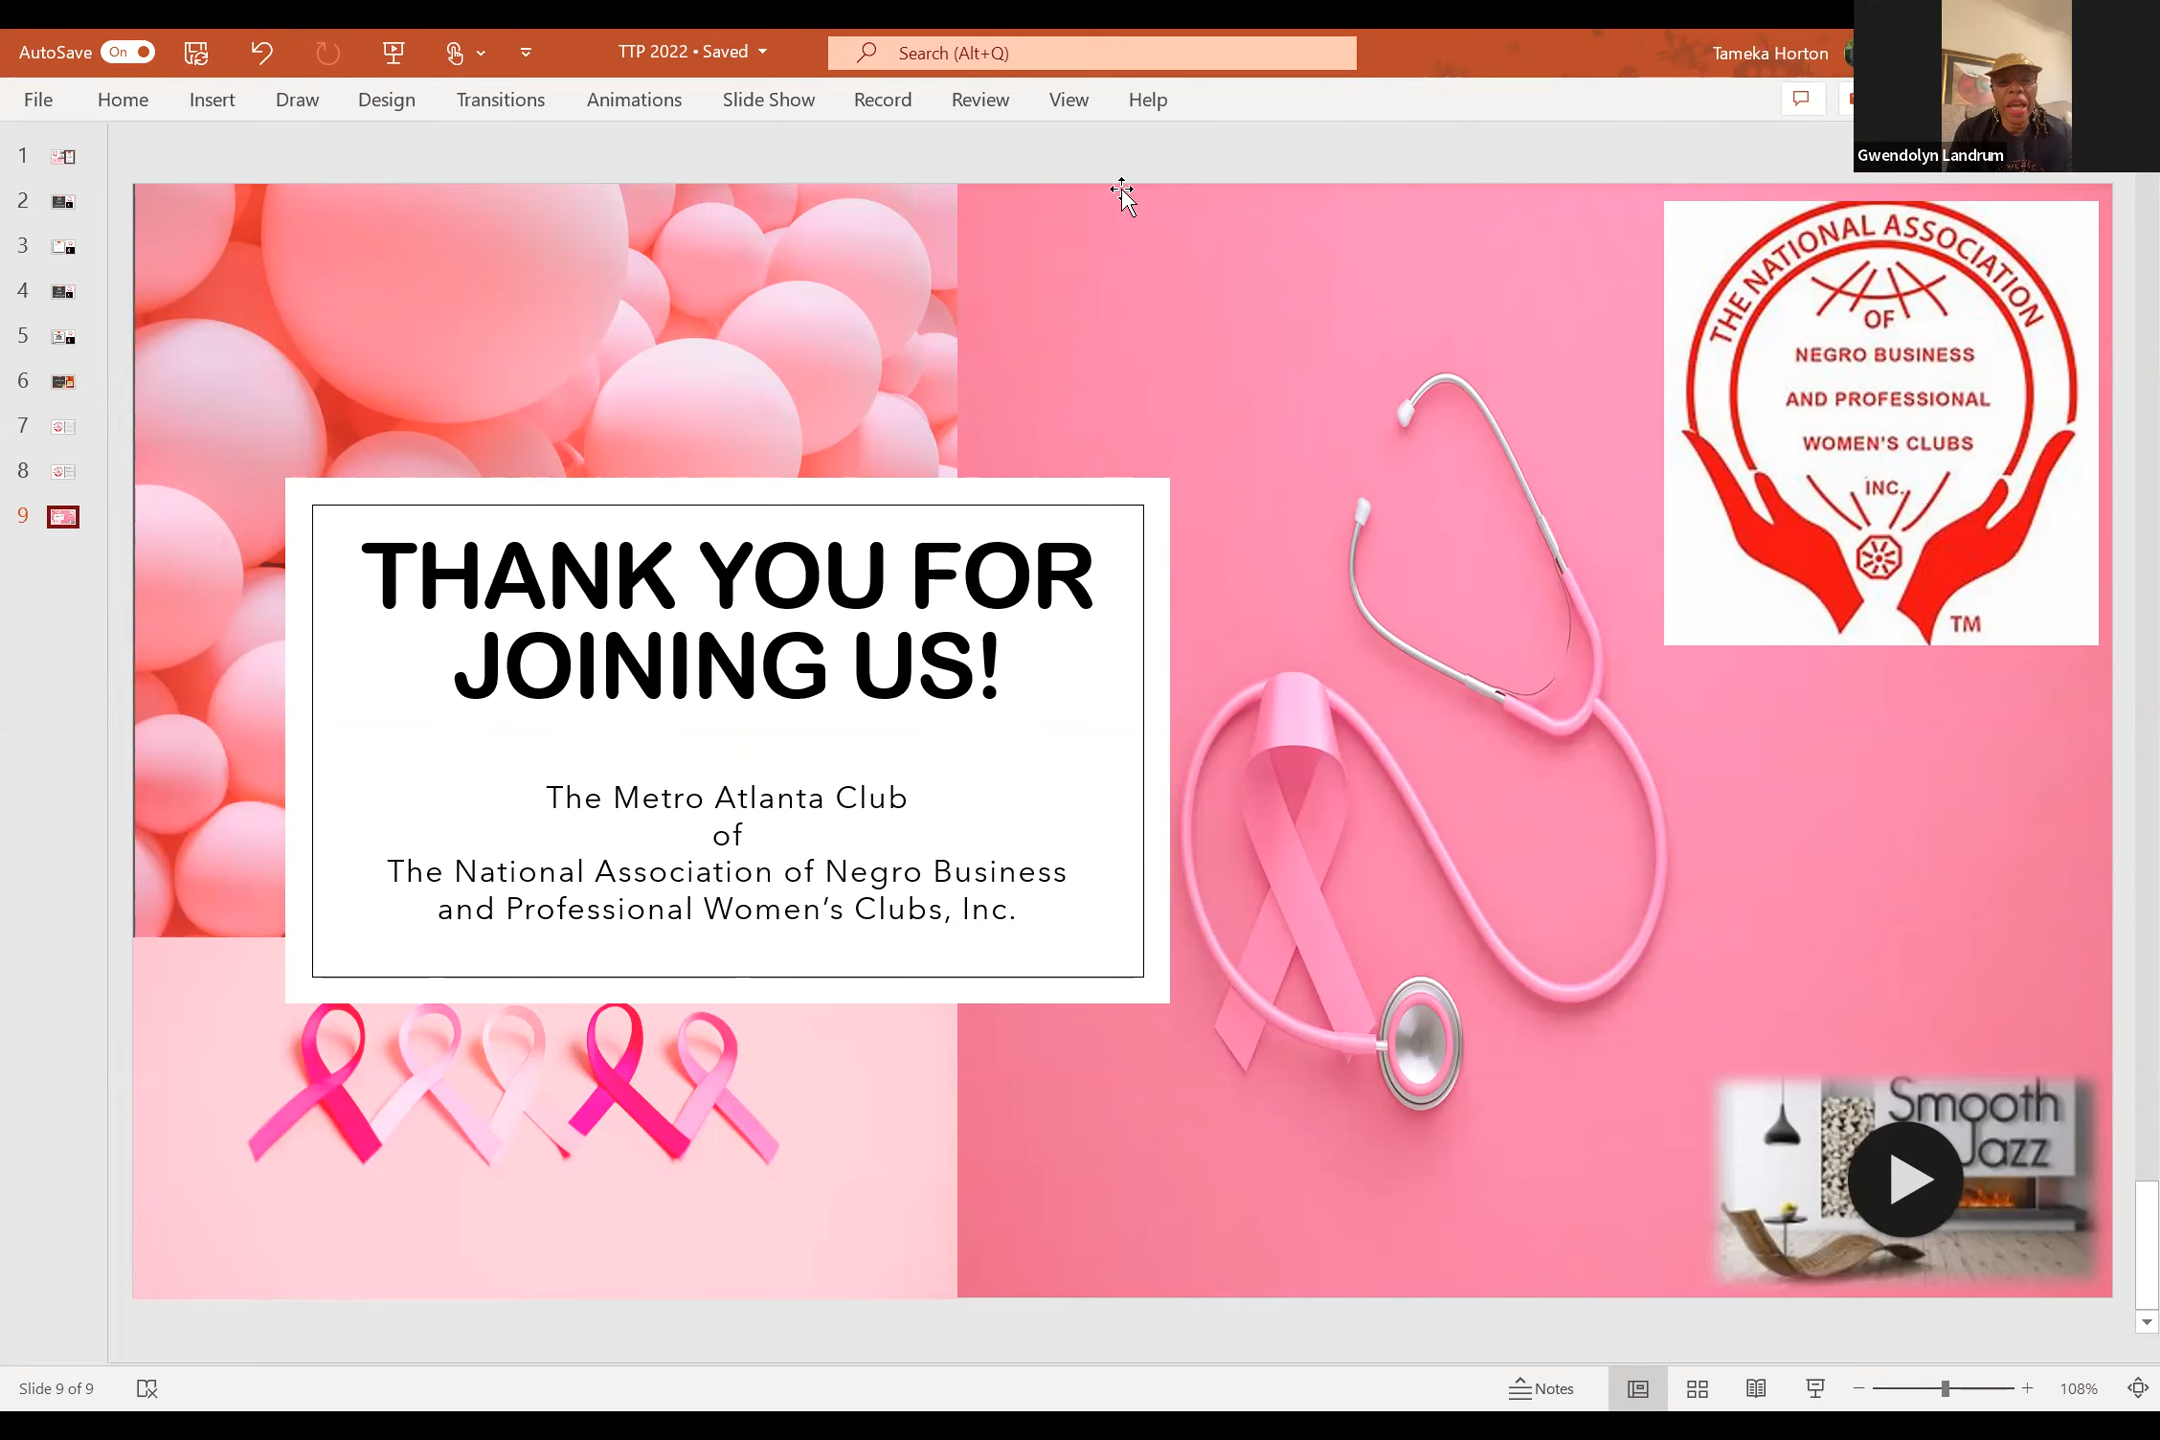 AutoSave On
TTP 2022 • Saved
Search (Alt+Q)
Tameka Horton
File Home Insert Draw Design Transitions Animations Slide Show Record Review View Help
Gwendolyn Landrum
1
2
3
4
5
6
7
8
9
THE NATIONAL ASSOCIATION
OF
NEGRO BUSINESS
AND PROFESSIONAL
WOMEN'S CLUBS
INC.
TM
THANK YOU FOR
JOINING US!
The Metro Atlanta Club
of
The National Association of Negro Business
and Professional Women’s Clubs, Inc.
Smooth
Jazz
Slide 9 of 9
Notes
108%